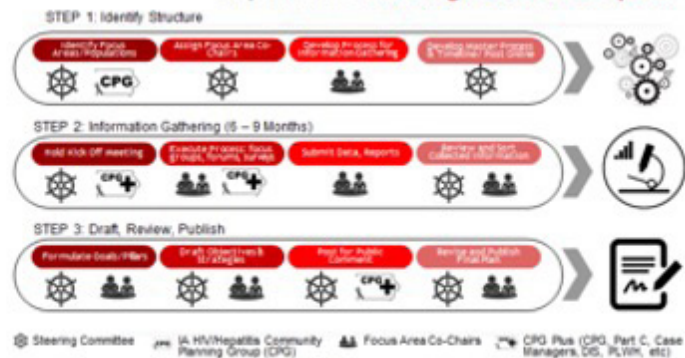 STEP 1: Identify Structure
Identify Focus
Areas/Populations
Assign Focus Area Co-
Chairs
Develop Process for
Information Gathering
Develop Master Process
& Timeline/ Post Online
CPG
STEP 2: Information Gathering (6 – 9 Months)
Hold Kick Off Meeting
Execute Process: focus
groups, forums, surveys
Submit Data, Reports
Review and Sort
Collected Information
CPG
CPG
STEP 3: Draft, Review, Publish
Formulate Goals/Pillars
Draft Objectives &
Strategies
Post for Public
Comment
Revise and Publish
Final Plan
CPG
Steering Committee
IA HIV/Hepatitis Community
Planning Group (CPG)
Focus Area Co-Chairs
CPG Plus (CPG, Part C, Case
Managers, DIS, PLWH, etc)